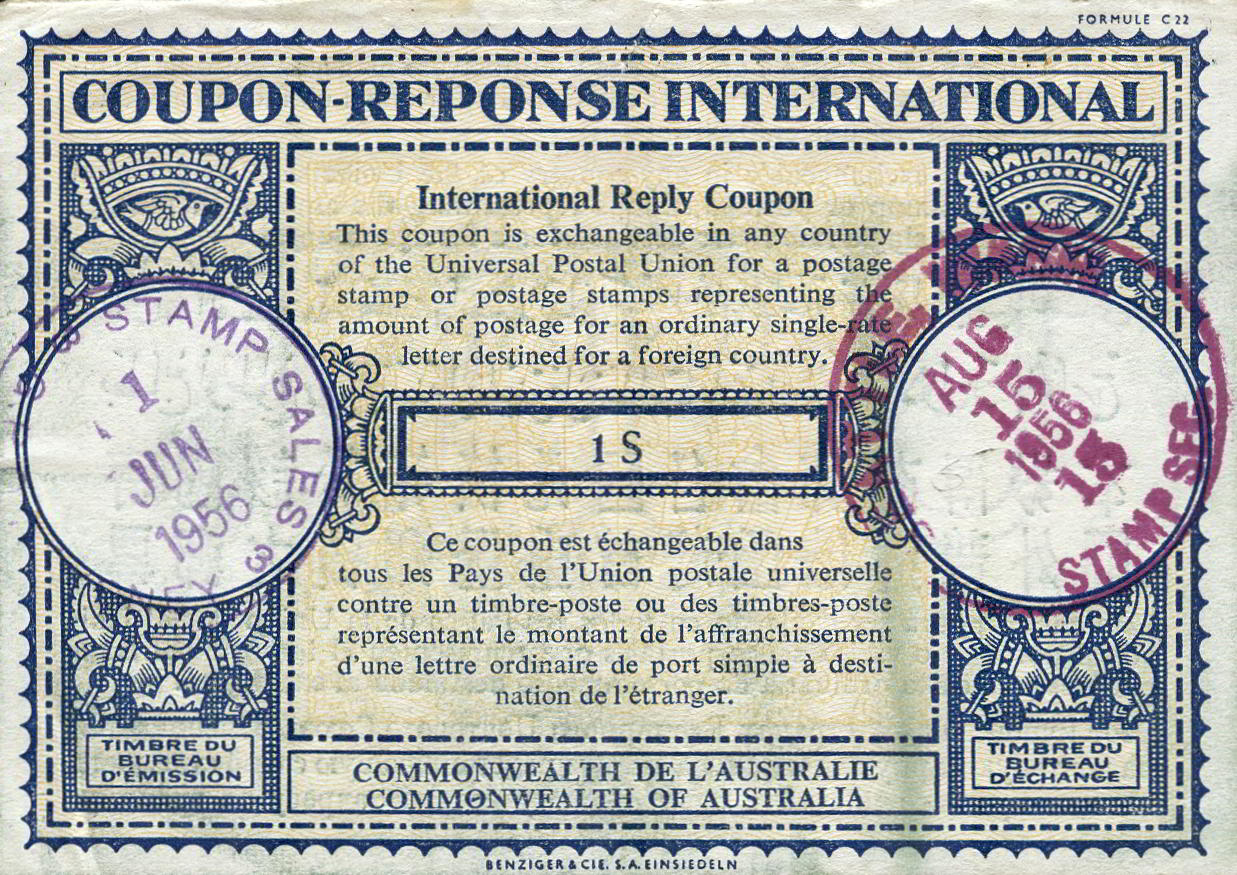 FORMULE C 22
COUPON-REPONSE INTERNATIONAL
International Reply Coupon
This coupon is exchangeable in any country
of the Universal Postal Union for a postage
stamp or postage stamps representing the
amount of postage for an ordinary single-rate
letter destined for a foreign country.
1 S
Ce coupon est échangeable dans
tous les Pays de l'Union postale universelle
contre un timbre-poste ou des timbres-poste
représentant le montant de l'affranchissement
d'une lettre ordinaire de port simple à desti-
nation de l'étranger.
STAMP SALES 3
1
JUN
1956
AUG
15
1956
15
STAMP SEC.
TIMBRE DU
BUREAU
D'ÉMISSION
COMMONWEALTH DE L'AUSTRALIE
COMMONWEALTH OF AUSTRALIA
TIMBRE DU
BUREAU
D'ÉCHANGE
BENZIGER & CIE. S.A. EINSIEDELN